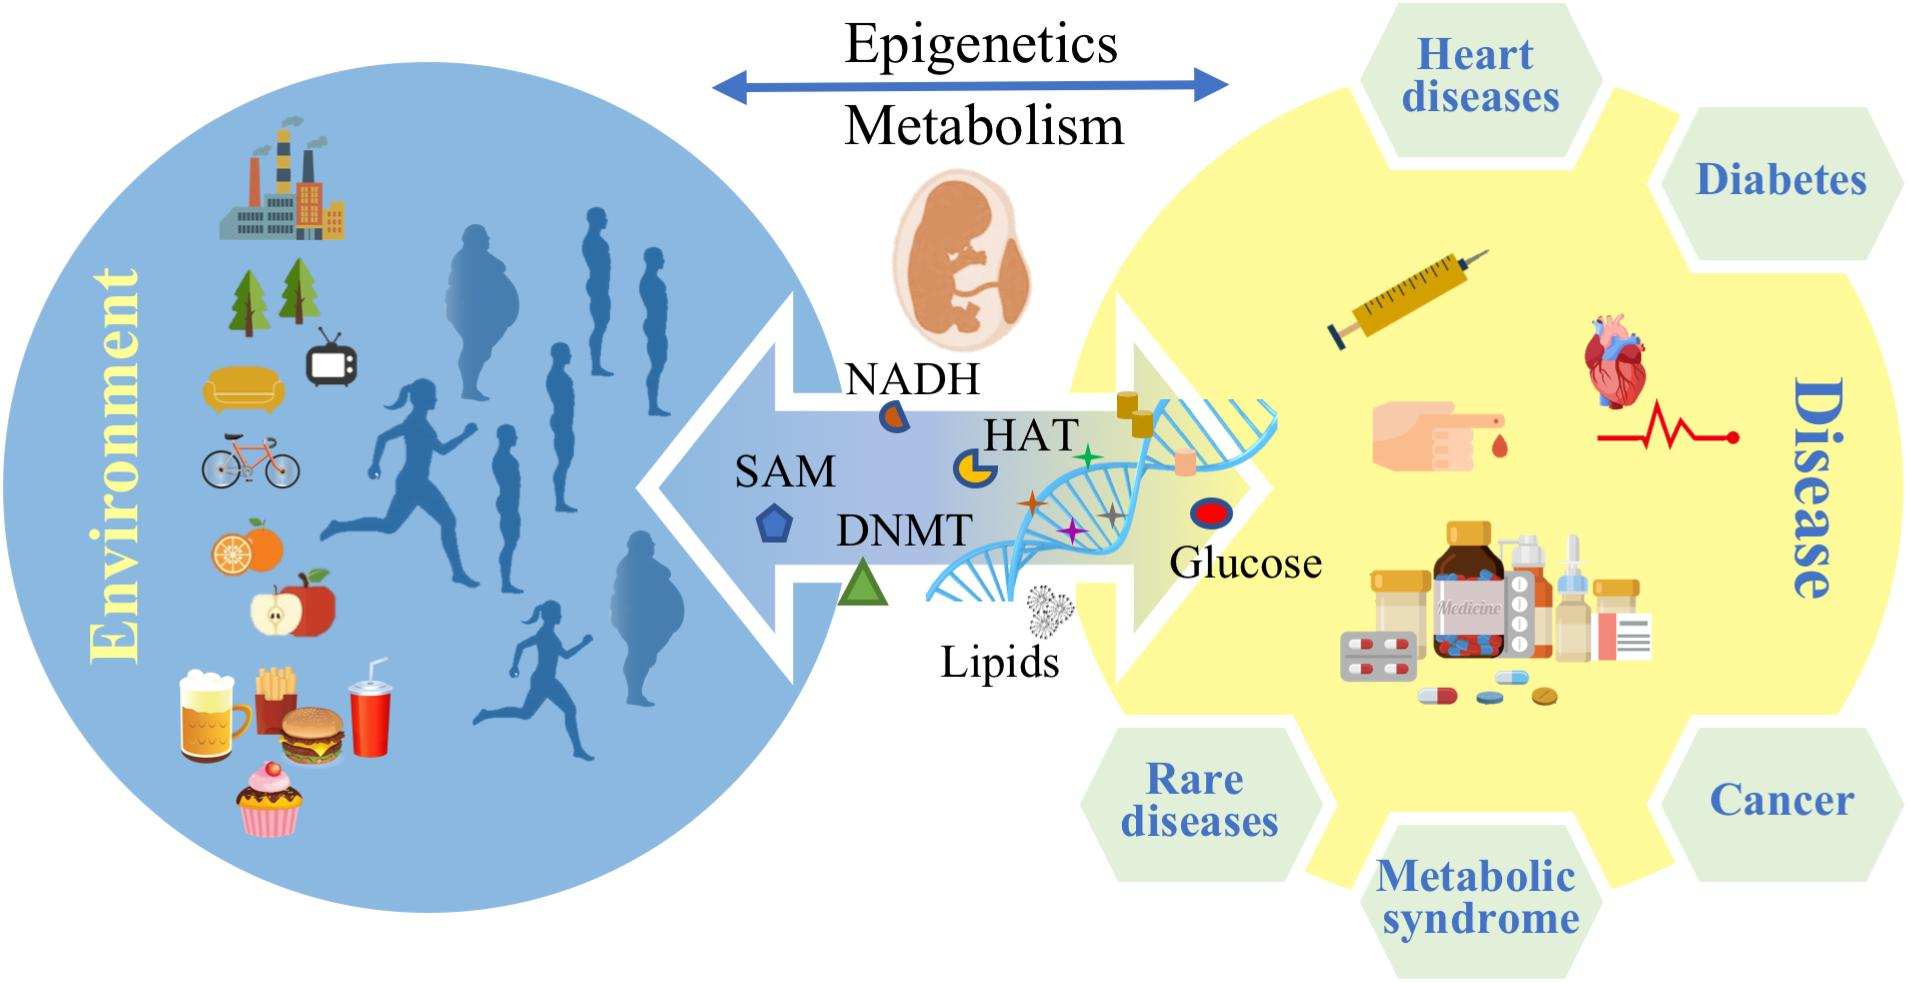 Epigenetics
Metabolism
Environment
NADH
HAT
SAM
DNMT
Glucose
Lipids
Heart
diseases
Diabetes
Disease
Medicine
Rare
diseases
Cancer
Metabolic
syndrome